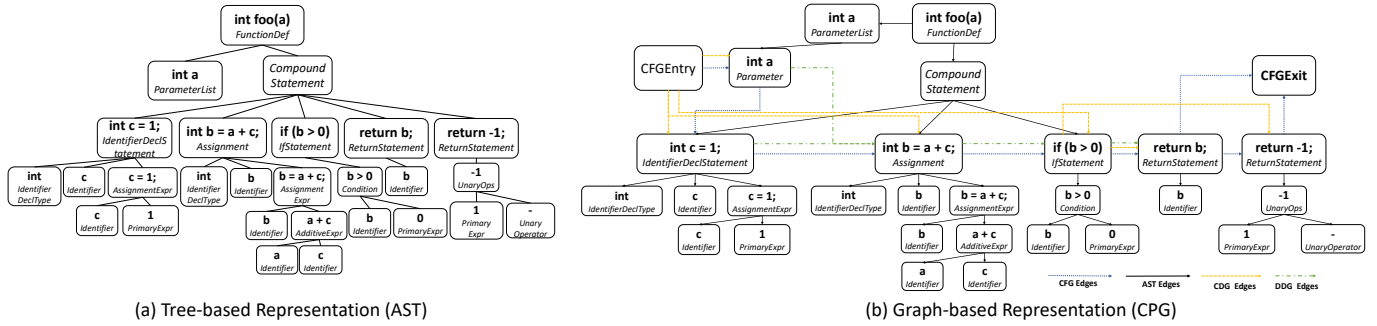 int foo(a)
FunctionDef
int a
ParameterList
Compound
Statement
int c = 1;
IdentifierDeclS
tatement
int b = a + c;
Assignment
if (b > 0)
IfStatement
return b;
ReturnStatement
return -1;
ReturnStatement
int
Identifier
DeclType
c
Identifier
c = 1;
AssignmentExpr
int
Identifier
DeclType
b
Identifier
b = a + c;
Assignment
Expr
b > 0
Condition
b
Identifier
-1
UnaryOps
c
Identifier
1
PrimaryExpr
b
Identifier
a + c
AdditiveExpr
b
Identifier
0
PrimaryExpr
1
Primary
Expr
-
Unary
Operator
a
Identifier
c
Identifier
(a) Tree-based Representation (AST)
int a
ParameterList
int foo(a)
FunctionDef
CFGEntry
int a
Parameter
Compound
Statement
CFGExit
int c = 1;
IdentifierDeclStatement
int b = a + c;
Assignment
if (b > 0)
IfStatement
return b;
ReturnStatement
return -1;
ReturnStatement
int
IdentifierDeclType
c
Identifier
c = 1;
AssignmentExpr
int
IdentifierDeclType
b
Identifier
b = a + c;
AssignmentExpr
b > 0
Condition
b
Identifier
-1
UnaryOps
c
Identifier
1
PrimaryExpr
b
Identifier
a + c
AdditiveExpr
b
Identifier
0
PrimaryExpr
1
PrimaryExpr
-
UnaryOperator
a
Identifier
c
Identifier
CFG Edges
AST Edges
CDG Edges
DDG Edges
(b) Graph-based Representation (CPG)